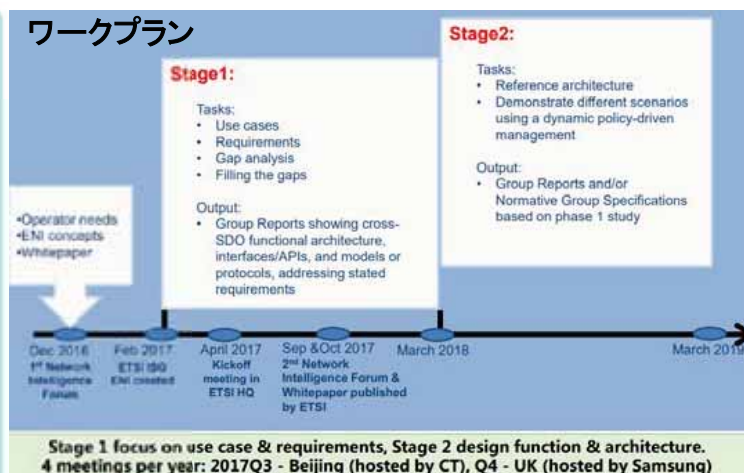 ワークプラン
Stage1:
Tasks:
• Use cases
• Requirements
• Gap analysis
• Filling the gaps
Output:
• Group Reports showing cross-
SDO functional architecture,
interfaces/APIs, and models or
protocols, addressing stated
requirements
Stage2:
Tasks:
• Reference architecture
• Demonstrate different scenarios
using a dynamic policy-driven
management
Output:
• Group Reports and/or
Normative Group Specifications
based on phase 1 study
•Operator needs
•ENI concepts
•Whitepaper
Dec 2016
1st Network
Intelligence
Forum
Feb 2017
ETSI ISG
ENI created
April 2017
Kickoff
meeting in
ETSI HQ
Sep &Oct 2017
2nd Network
Intelligence Forum &
Whitepaper published
by ETSI
March 2018
March 2019
Stage 1 focus on use case & requirements, Stage 2 design function & architecture.
4 meetings per year: 2017Q3 - Beijing (hosted by CT), Q4 - UK (hosted by Samsung)